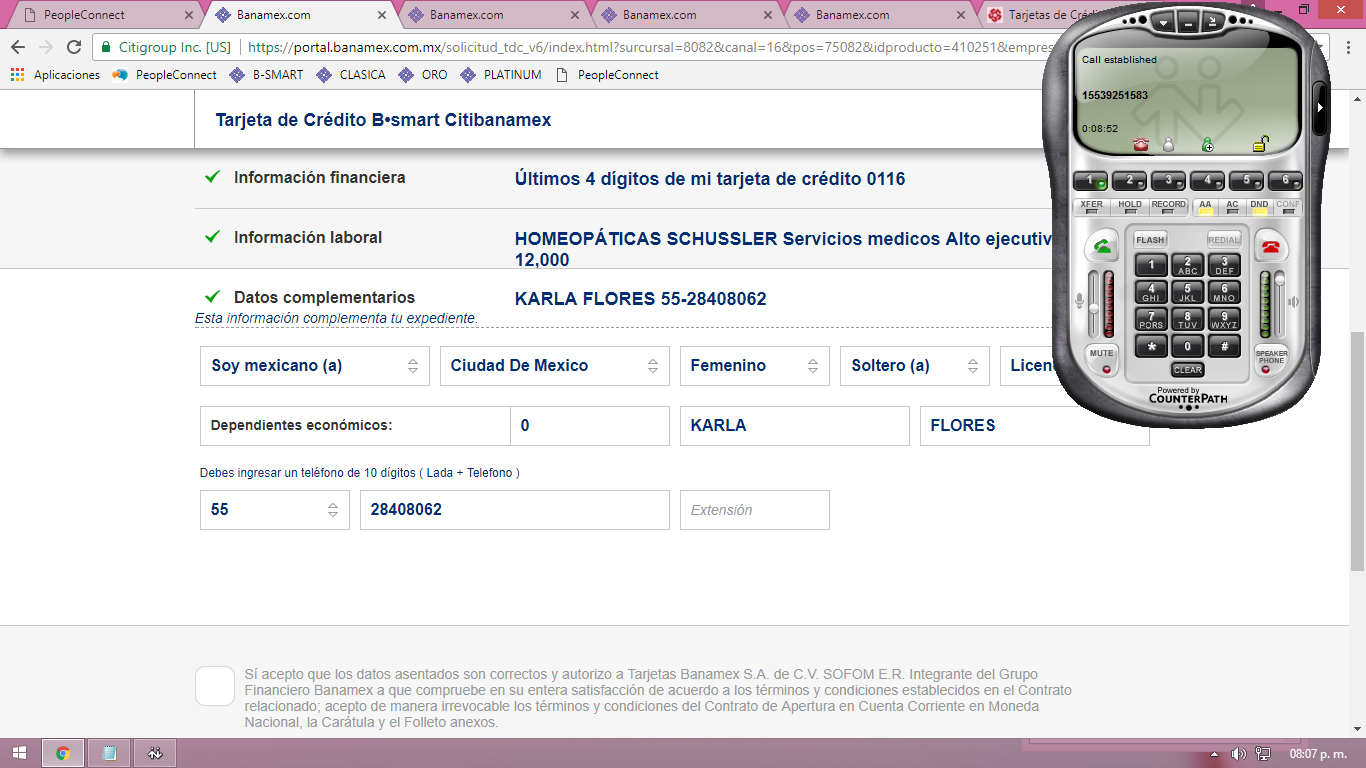 PeopleConnect
Banamex.com
Banamex.com
Banamex.com
Banamex.com
Tarjetas de Créd
Citigroup Inc. [US]
https://portal.banamex.com.mx/solicitud_tdc_v6/index.html?surcursal=8082&canal=16&pos=75082&idproducto=410251&empres
Aplicaciones
PeopleConnect
B-SMART
CLASICA
ORO
PLATINUM
PeopleConnect
Tarjeta de Crédito B•smart Citibanamex
Información financiera
Últimos 4 dígitos de mi tarjeta de crédito 0116
Información laboral
HOMEOPÁTICAS SCHUSSLER Servicios medicos Alto ejecutiv
12,000
Datos complementarios
KARLA FLORES 55-28408062
Esta información complementa tu expediente.
Soy mexicano (a)
Ciudad De Mexico
Femenino
Soltero (a)
Licen
Dependientes económicos:
0
KARLA
FLORES
Debes ingresar un teléfono de 10 dígitos ( Lada + Telefono )
55
28408062
Extensión
Sí acepto que los datos asentados son correctos y autorizo a Tarjetas Banamex S.A. de C.V. SOFOM E.R. Integrante del Grupo
Financiero Banamex a que compruebe en su entera satisfacción de acuerdo a los términos y condiciones establecidos en el Contrato
relacionado; acepto de manera irrevocable los términos y condiciones del Contrato de Apertura en Cuenta Corriente en Moneda
Nacional, la Carátula y el Folleto anexos.
Call established
15539251583
0:08:52
1 2 3 4 5 6
XFER HOLD RECORD AA AC DND CONF
FLASH
REDIAL
1 2 ABC 3 DEF
4 GHI 5 JKL 6 MNO
7 PQRS 8 TUV 9 WXYZ
* 0 #
MUTE
CLEAR
SPEAKER
PHONE
Powered by
COUNTERPATH
08:07 p. m.